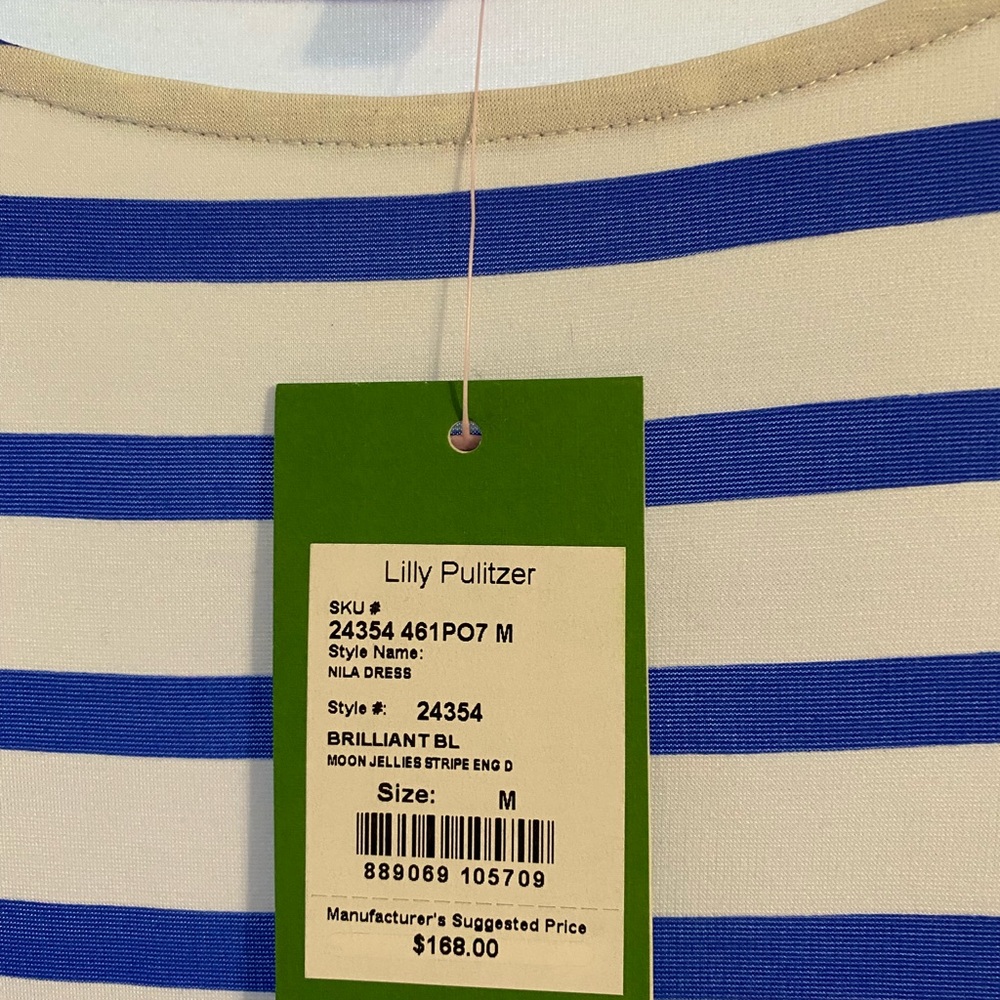 Lilly Pulitzer
SKU #
24354 461PO7 M
Style Name:
NILA DRESS
Style #: 24354
BRILLIANT BL
MOON JELLIES STRIPE ENG D
Size: M
889069 105709
Manufacturer's Suggested Price
$168.00